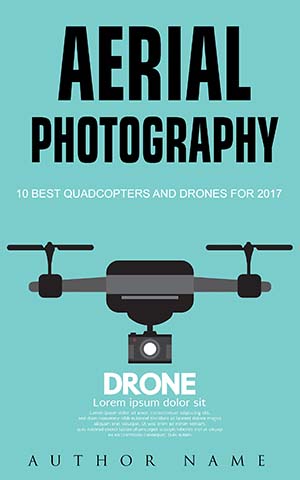 AERIAL
PHOTOGRAPHY
10 BEST QUADCOPTERS AND DRONES FOR 2017
DRONE
Lorem ipsum dolor sit
AUTHOR NAME